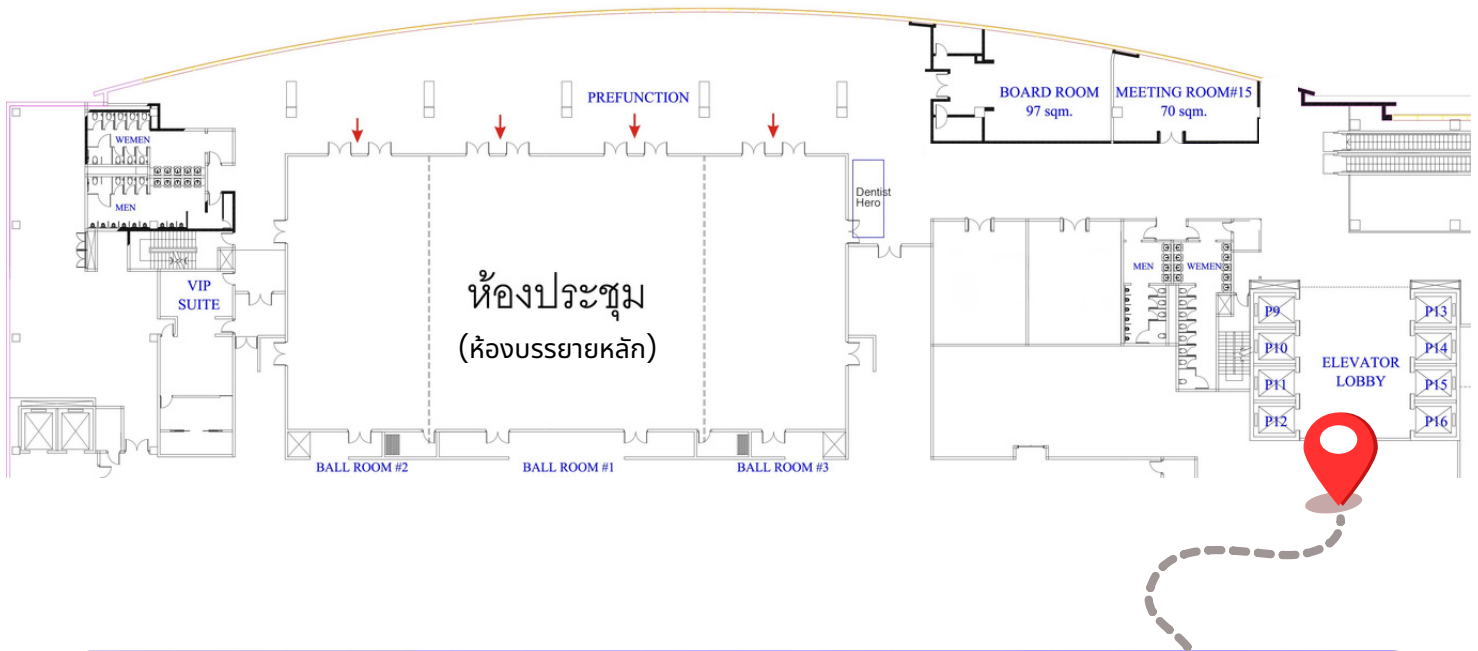 PREFUNCTION
BOARD ROOM
97 sqm.
MEETING ROOM#15
70 sqm.
WEMEN
MEN
Dentist
Hero
VIP
SUITE
ห้องประชุม
(ห้องบรรยายหลัก)
MEN
WEMEN
P9
P10
P11
P12
ELEVATOR
LOBBY
P13
P14
P15
P16
BALL ROOM #2
BALL ROOM #1
BALL ROOM #3